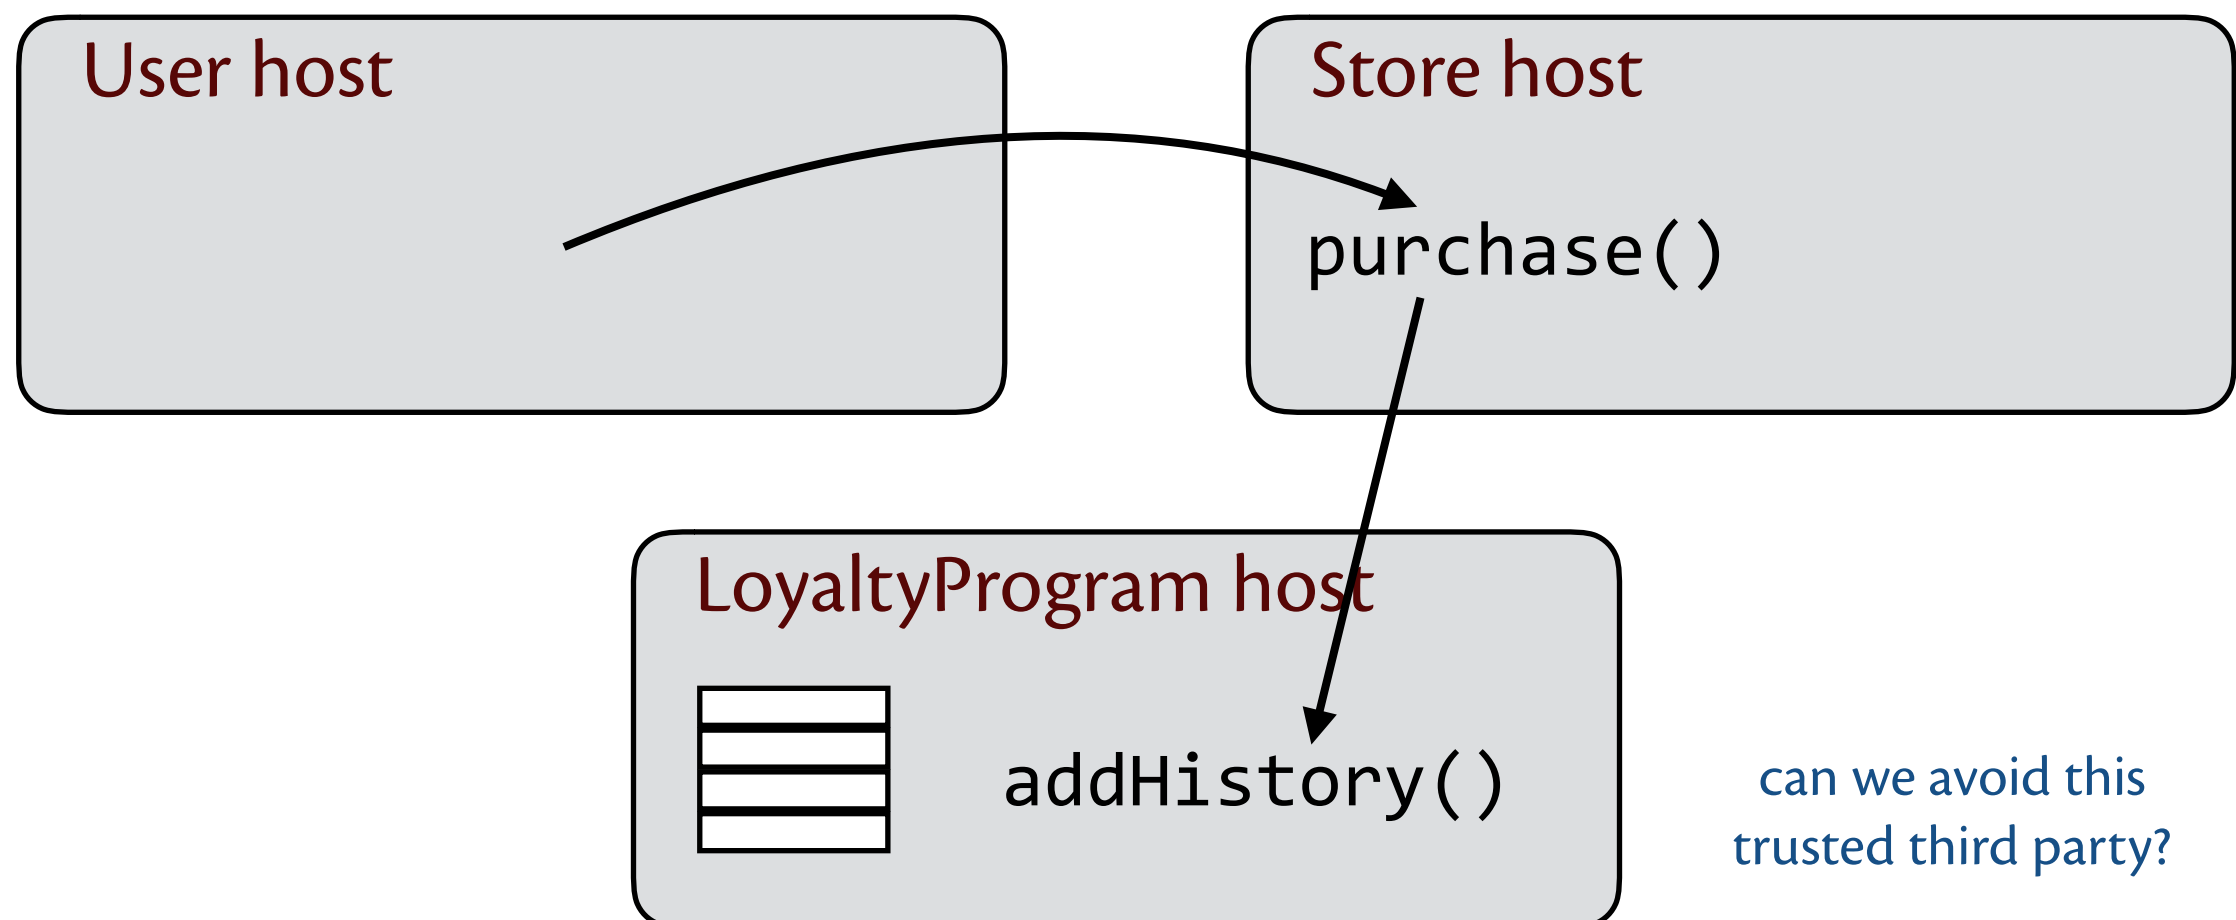 User host
Store host
purchase()
LoyaltyProgram host
addHistory()
can we avoid this
trusted third party?